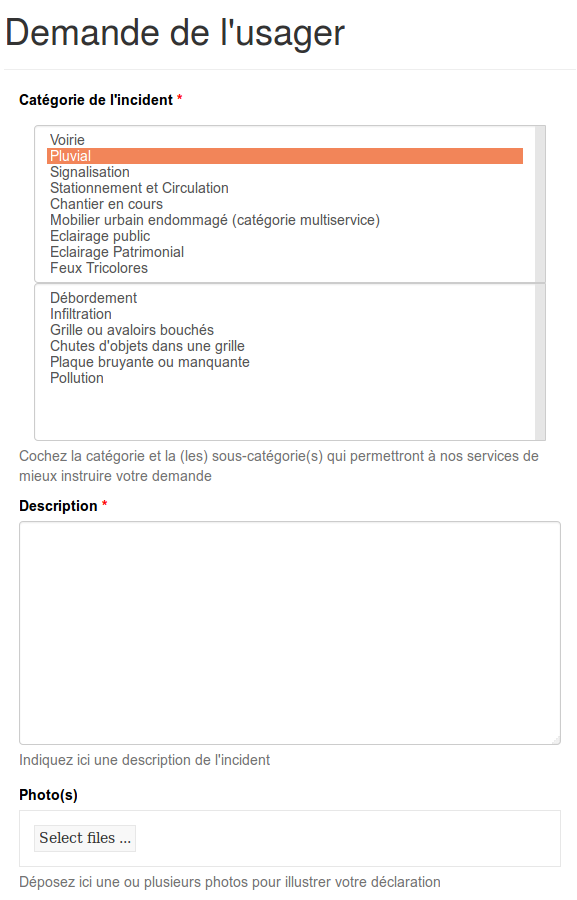 Demande de l'usager
Catégorie de l'incident *
Voirie
Pluvial
Signalisation
Stationnement et Circulation
Chantier en cours
Mobilier urbain endommagé (catégorie multiservice)
Eclairage public
Eclairage Patrimonial
Feux Tricolores
Débordement
Infiltration
Grille ou avaloirs bouchés
Chutes d'objets dans une grille
Plaque bruyante ou manquante
Pollution
Cochez la catégorie et la (les) sous-catégorie(s) qui permettront à nos services de
mieux instruire votre demande
Description *
Indiquez ici une description de l'incident
Photo(s)
Select files ...
Déposez ici une ou plusieurs photos pour illustrer votre déclaration